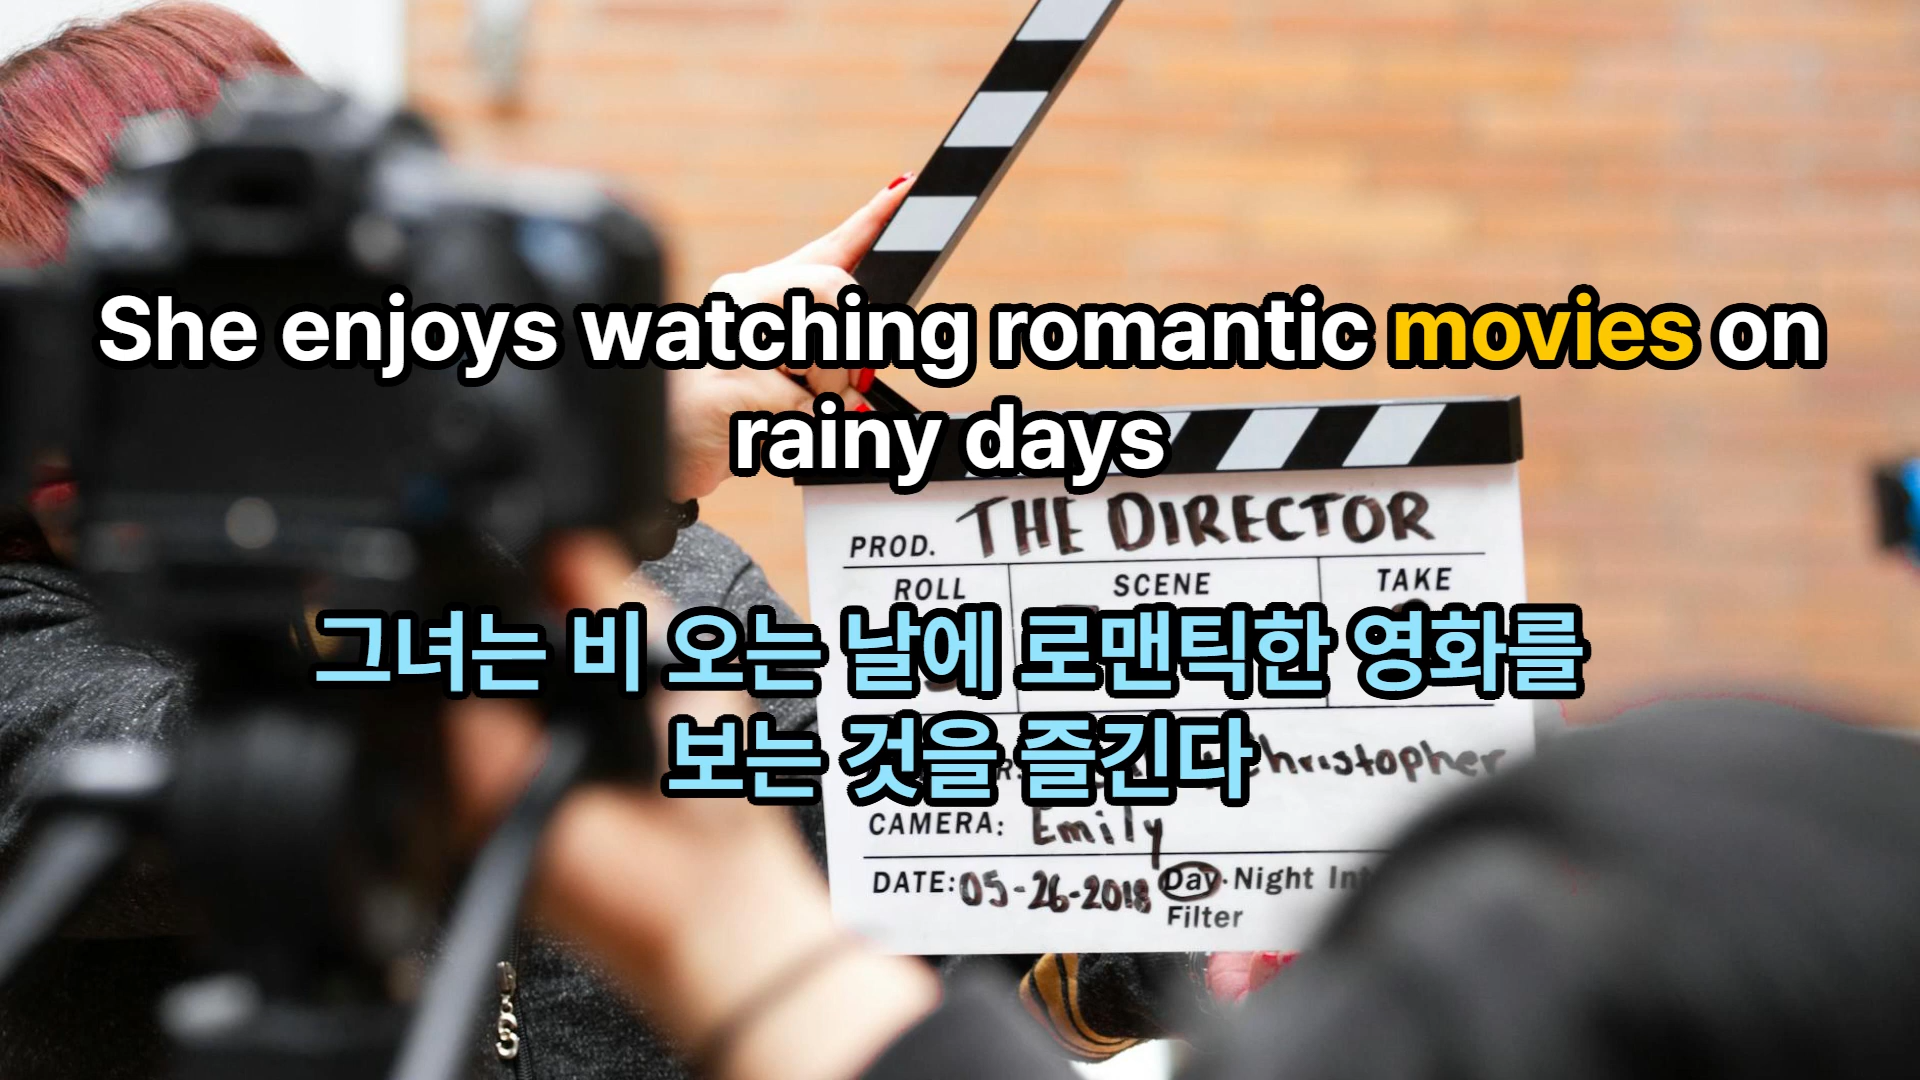 She enjoys watching romantic movies on
rainy days
PROD. THE DIRECTOR
ROLL SCENE TAKE
그녀는 비 오는 날에 로맨틱한 영화를
보는 것을 즐긴다
Christopher
CAMERA: Emily
DATE: 05-26-2018 Day·Night
Filter